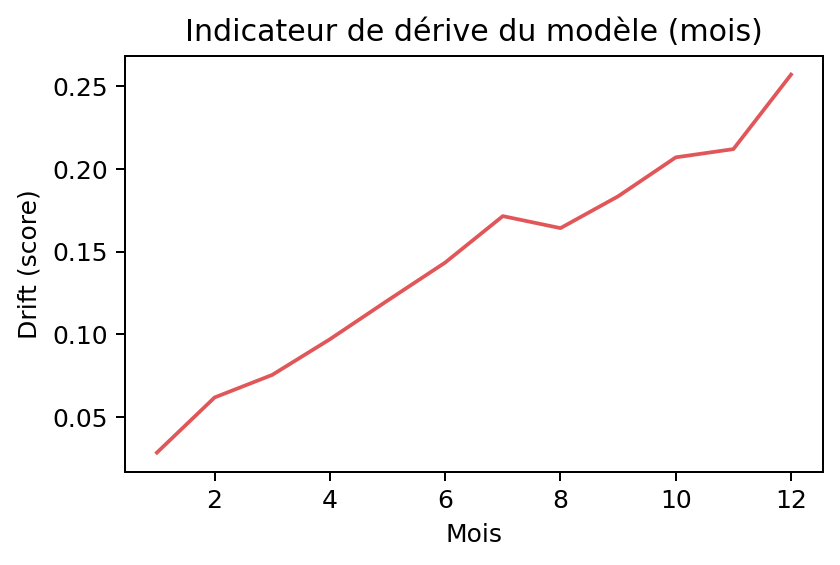 Indicateur de dérive du modèle (mois)
0.25
0.20
0.15
0.10
0.05
Drift (score)
2 4 6 8 10 12
Mois